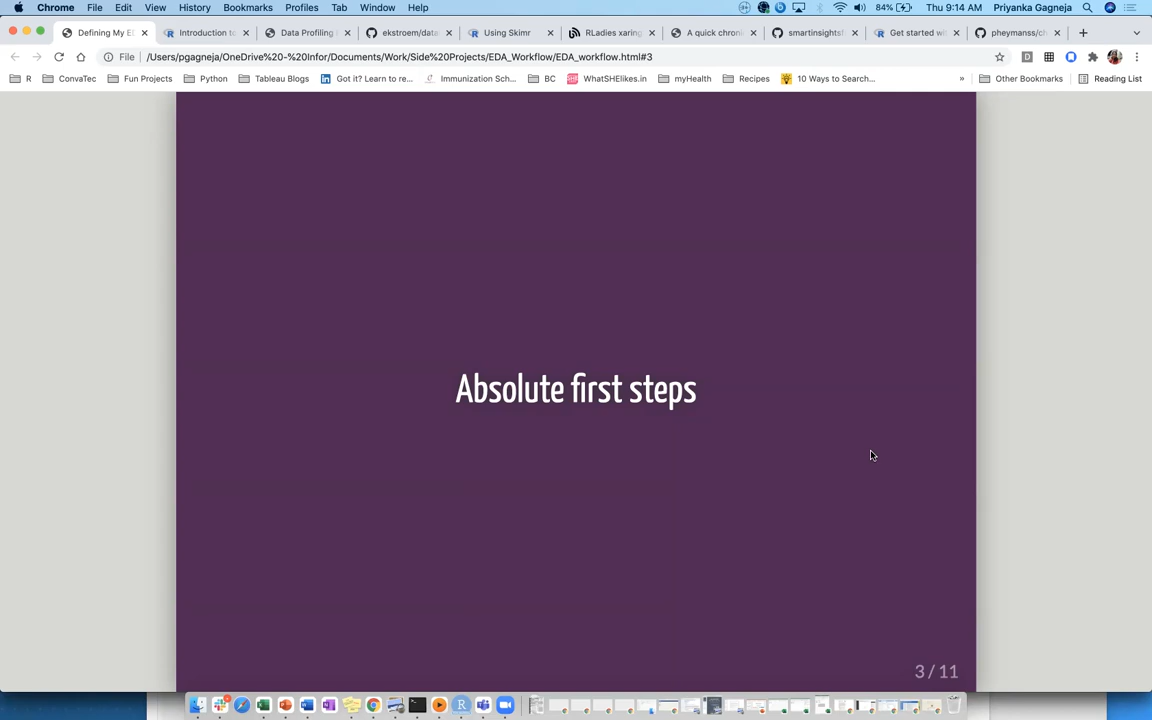 Chrome File Edit View History Bookmarks Profiles Tab Window Help 84% Thu 9:14 AM Priyanka Gagneja
Defining My E Introduction to Data Profiling ekstroem/data Using Skimr RLadies xaring A quick chron smartinsights Get started wi pheymanss/ch
File /Users/pgagneja/OneDrive%20-%20Infor/Documents/Work/Side%20Projects/EDA_Workflow/EDA_workflow.html#3
R ConvaTec Fun Projects Python Tableau Blogs Got it? Learn to re... Immunization Sch... BC WhatSHElikes.in myHealth Recipes 10 Ways to Search... » Other Bookmarks Reading List
Absolute first steps
3 / 11